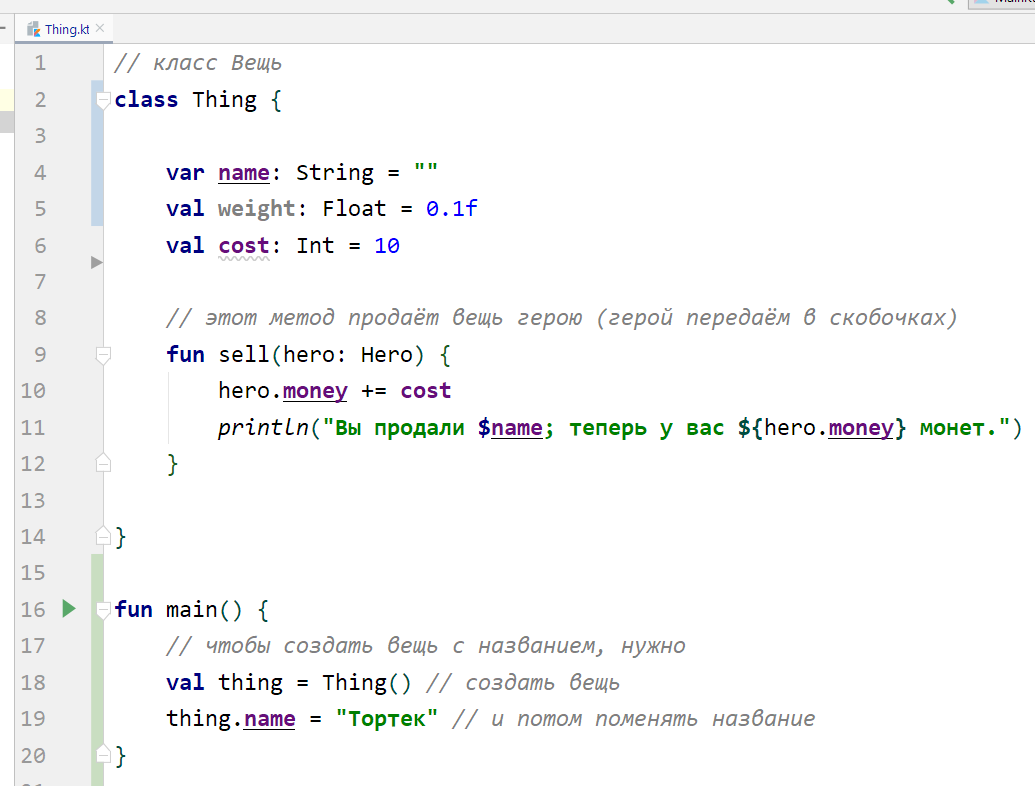 Thing.kt
1 // класс Вещь
2 class Thing {
3
4 var name: String = ""
5 val weight: Float = 0.1f
6 val cost: Int = 10
7
8 // этот метод продаёт вещь герою (герой передаём в скобочках)
9 fun sell(hero: Hero) {
10 hero.money += cost
11 println("Вы продали $name; теперь у вас ${hero.money} монет.")
12 }
13
14 }
15
16 fun main() {
17 // чтобы создать вещь с названием, нужно
18 val thing = Thing() // создать вещь
19 thing.name = "Тортек" // и потом поменять название
20 }